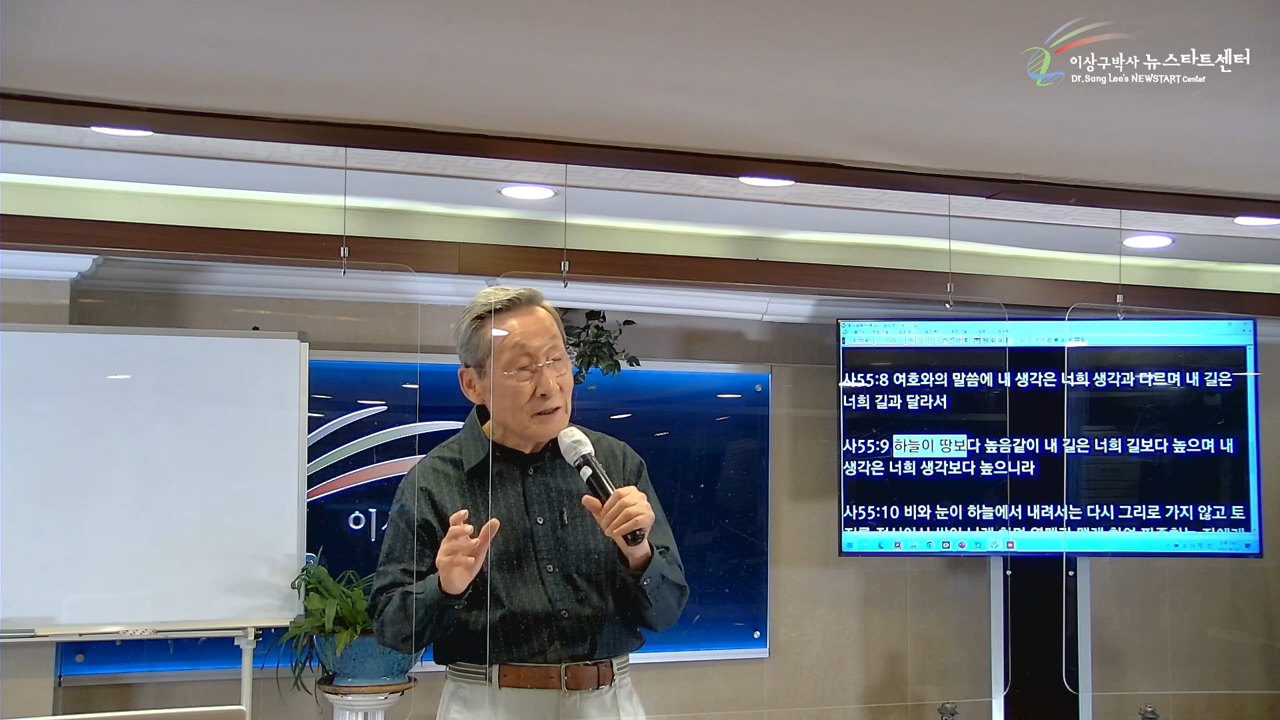 이상구박사 뉴스타트센터
Dr. Sang Lee's NEWSTART Center
사55:8 여호와의 말씀에 내 생각은 너희 생각과 다르며 내 길은
너희 길과 달라서
사55:9 하늘이 땅보다 높음같이 내 길은 너희 길보다 높으며 내
생각은 너희 생각보다 높으니라
사55:10 비와 눈이 하늘에서 내려서는 다시 그리로 가지 않고 토
이상